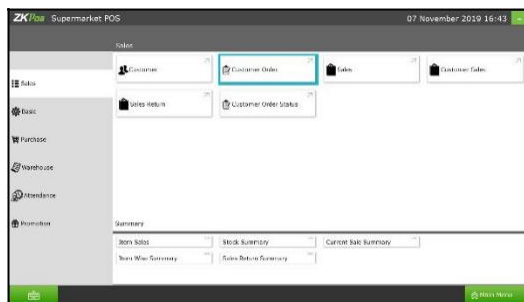 ZKPos Supermarket POS
07 November 2019 16:43
Sales
Customer
Customer Order
Sales
Customer Sales
Sales Return
Customer Order Status
Sales
Basic
Purchase
Warehouse
Attendance
Promotion
Summary
Item Sales
Stock Summary
Current Sale Summary
Item Wise Summary
Sales Return Summary
Main Menu